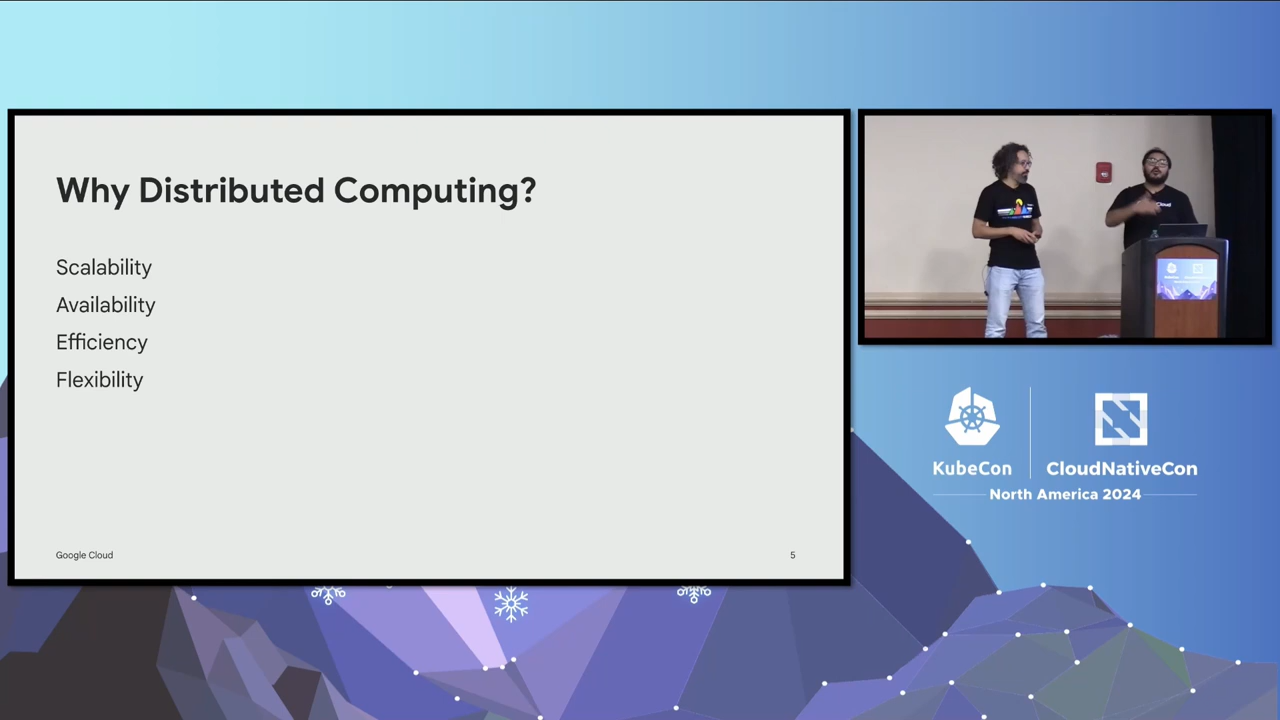 Why Distributed Computing?
Scalability
Availability
Efficiency
Flexibility
Google Cloud
5
KubeCon
CloudNativeCon
North America 2024